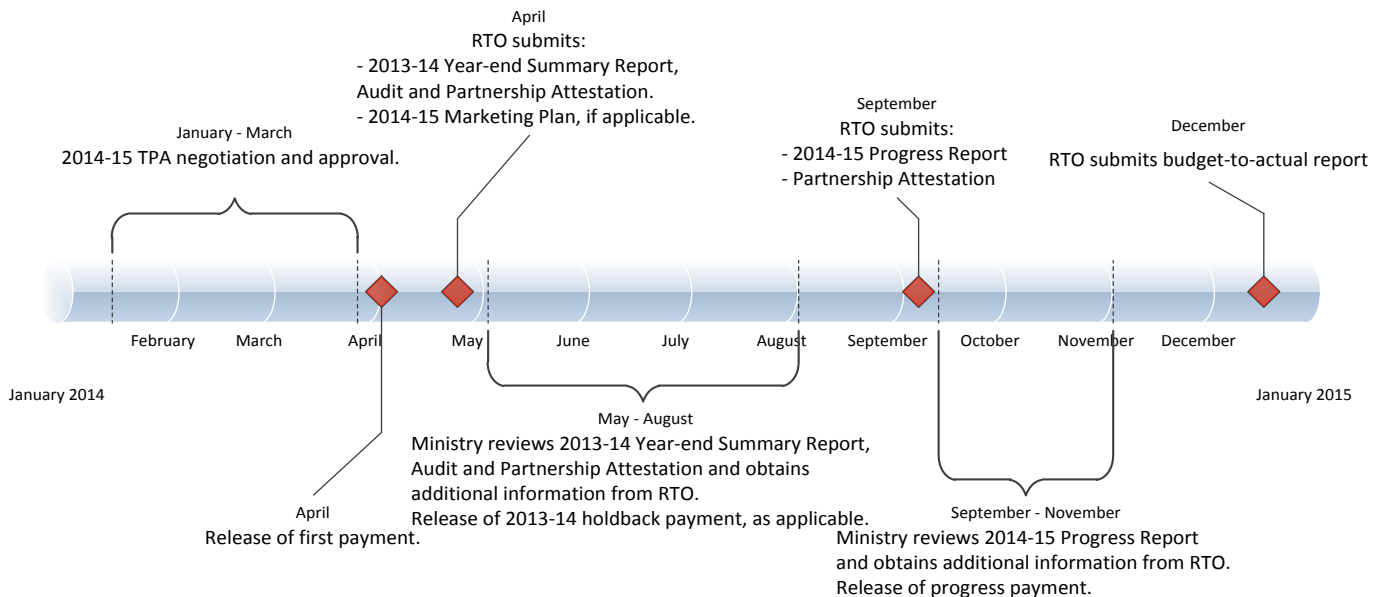 April
RTO submits:
- 2013-14 Year-end Summary Report,
Audit and Partnership Attestation.
- 2014-15 Marketing Plan, if applicable.
January - March
2014-15 TPA negotiation and approval.
September
RTO submits:
- 2014-15 Progress Report
- Partnership Attestation
December
RTO submits budget-to-actual report
February
March
April
May
June
July
August
September
October
November
December
January 2014
January 2015
May - August
Ministry reviews 2013-14 Year-end Summary Report,
Audit and Partnership Attestation and obtains
additional information from RTO.
Release of 2013-14 holdback payment, as applicable.
April
Release of first payment.
September - November
Ministry reviews 2014-15 Progress Report
and obtains additional information from RTO.
Release of progress payment.